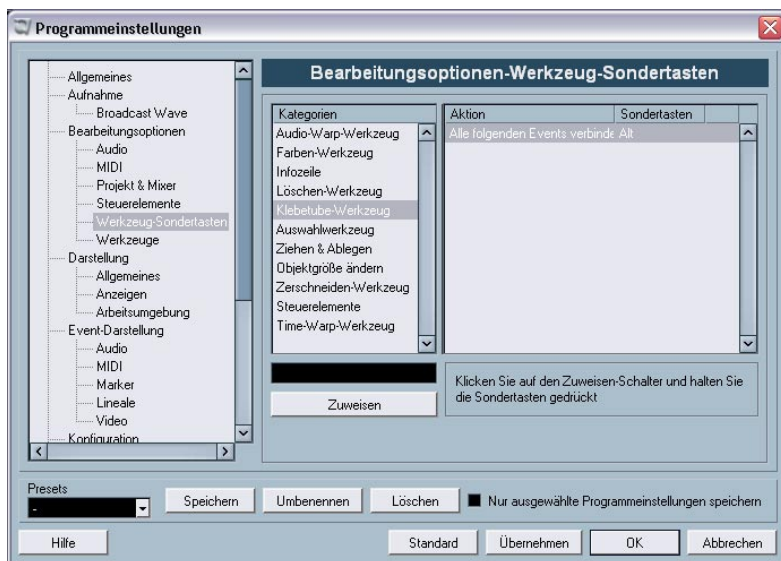 Programmeinstellungen
Allgemeines
Aufnahme
Broadcast Wave
Bearbeitungsoptionen
Audio
MIDI
Projekt & Mixer
Steuerelemente
Werkzeug-Sondertasten
Werkzeuge
Darstellung
Allgemeines
Anzeigen
Arbeitsumgebung
Event-Darstellung
Audio
MIDI
Marker
Lineale
Video
Konfiguration
Bearbeitungsoptionen-Werkzeug-Sondertasten
Kategorien
Audio-Warp-Werkzeug
Farben-Werkzeug
Infozeile
Löschen-Werkzeug
Klebetube-Werkzeug
Auswahlwerkzeug
Ziehen & Ablegen
Objektgröße ändern
Zerschneiden-Werkzeug
Steuerelemente
Time-Warp-Werkzeug
Zuweisen
Aktion Sondertasten
Alle folgenden Events verbinde Alt
Klicken Sie auf den Zuweisen-Schalter und halten Sie
die Sondertasten gedrückt
Presets
-
Speichern Umbenennen Löschen Nur ausgewählte Programmeinstellungen speichern
Hilfe Standard Übernehmen OK Abbrechen